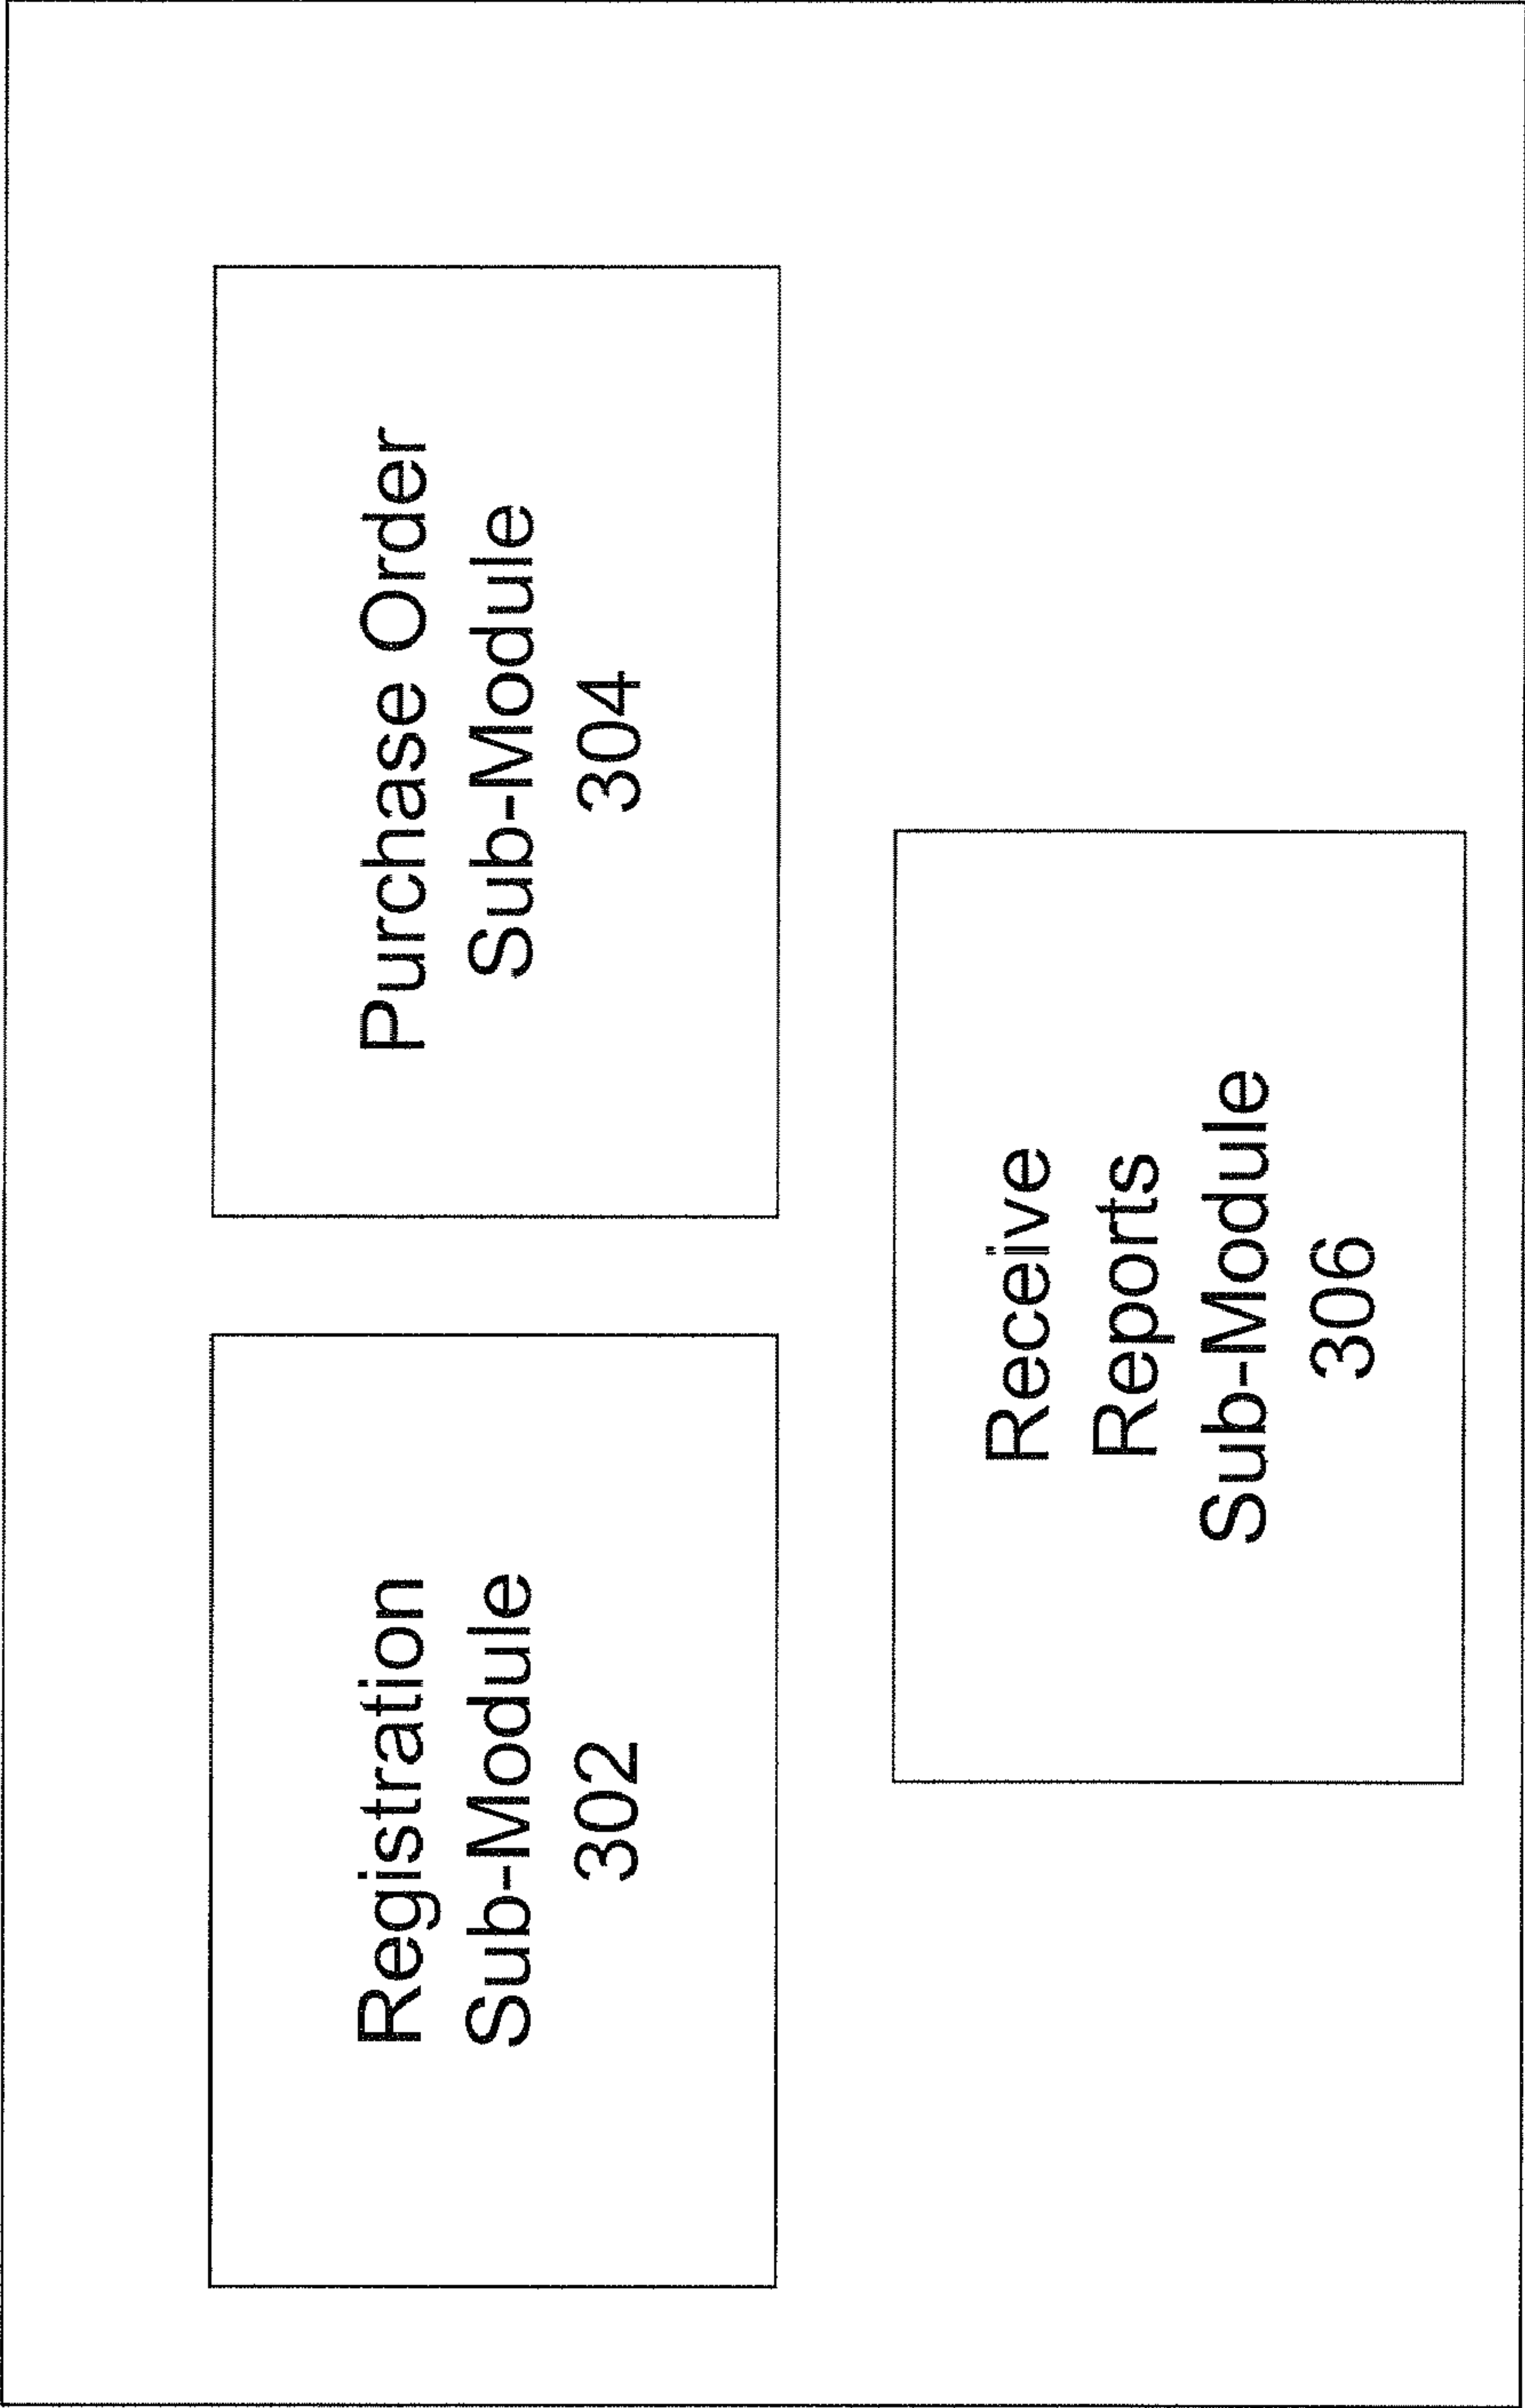 Registration
Sub-Module
302
Purchase Order
Sub-Module
304
Receive
Reports
Sub-Module
306